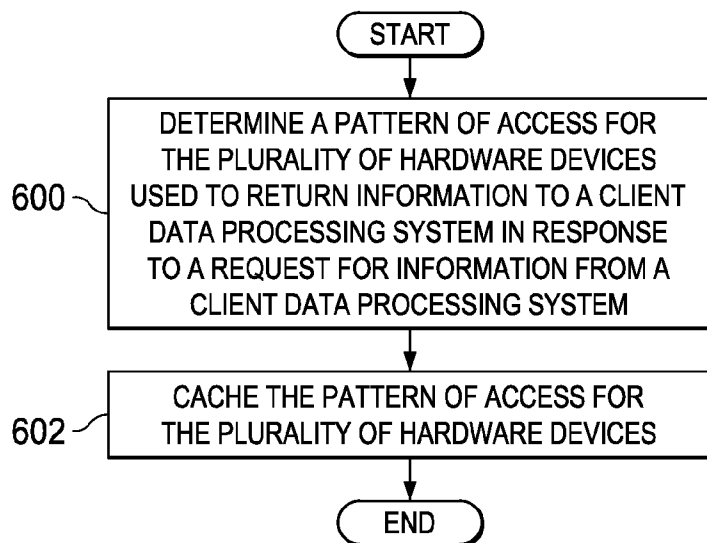 START
DETERMINE A PATTERN OF ACCESS FOR
THE PLURALITY OF HARDWARE DEVICES
USED TO RETURN INFORMATION TO A CLIENT
DATA PROCESSING SYSTEM IN RESPONSE
TO A REQUEST FOR INFORMATION FROM A
CLIENT DATA PROCESSING SYSTEM
600
CACHE THE PATTERN OF ACCESS FOR
THE PLURALITY OF HARDWARE DEVICES
602
END